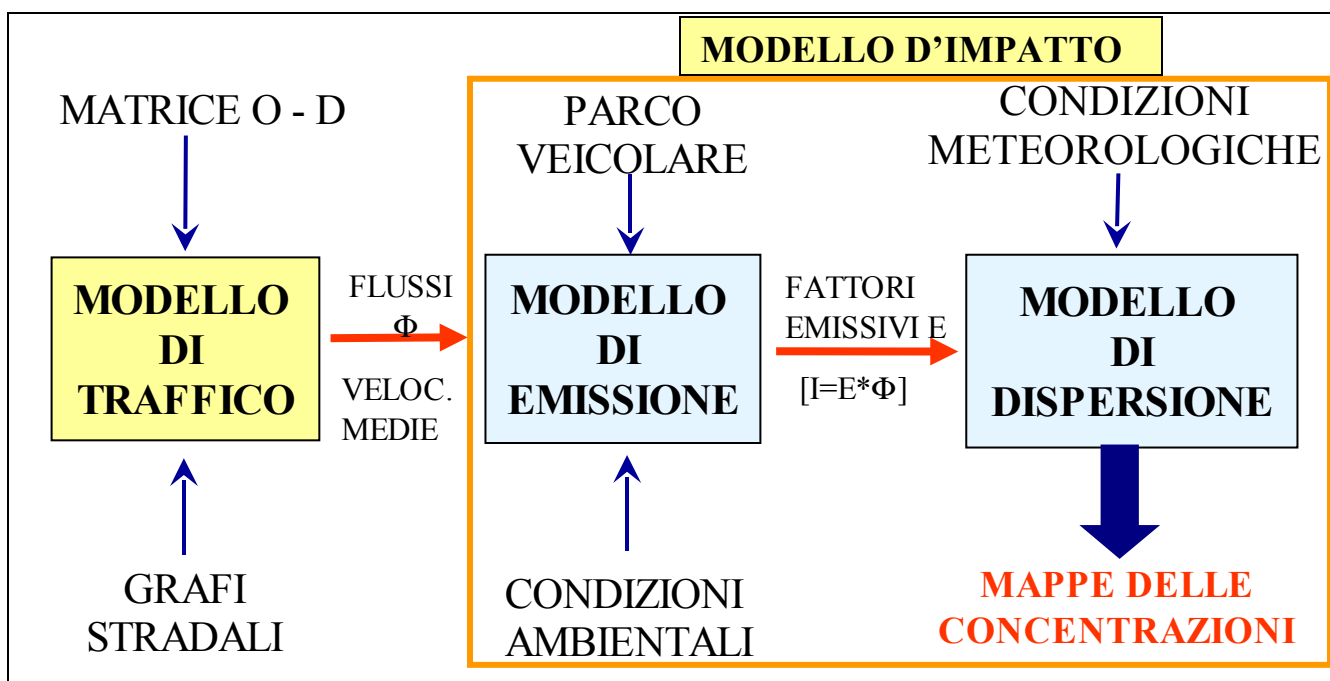 MODELLO D’IMPATTO
MATRICE O - D
PARCO
VEICOLARE
CONDIZIONI
METEOROLOGICHE
MODELLO
DI
TRAFFICO
FLUSSI
Φ
VELOC.
MEDIE
MODELLO
DI
EMISSIONE
FATTORI
EMISSIVI E
[I=E*Φ]
MODELLO
DI
DISPERSIONE
GRAFI
STRADALI
CONDIZIONI
AMBIENTALI
MAPPE DELLE
CONCENTRAZIONI